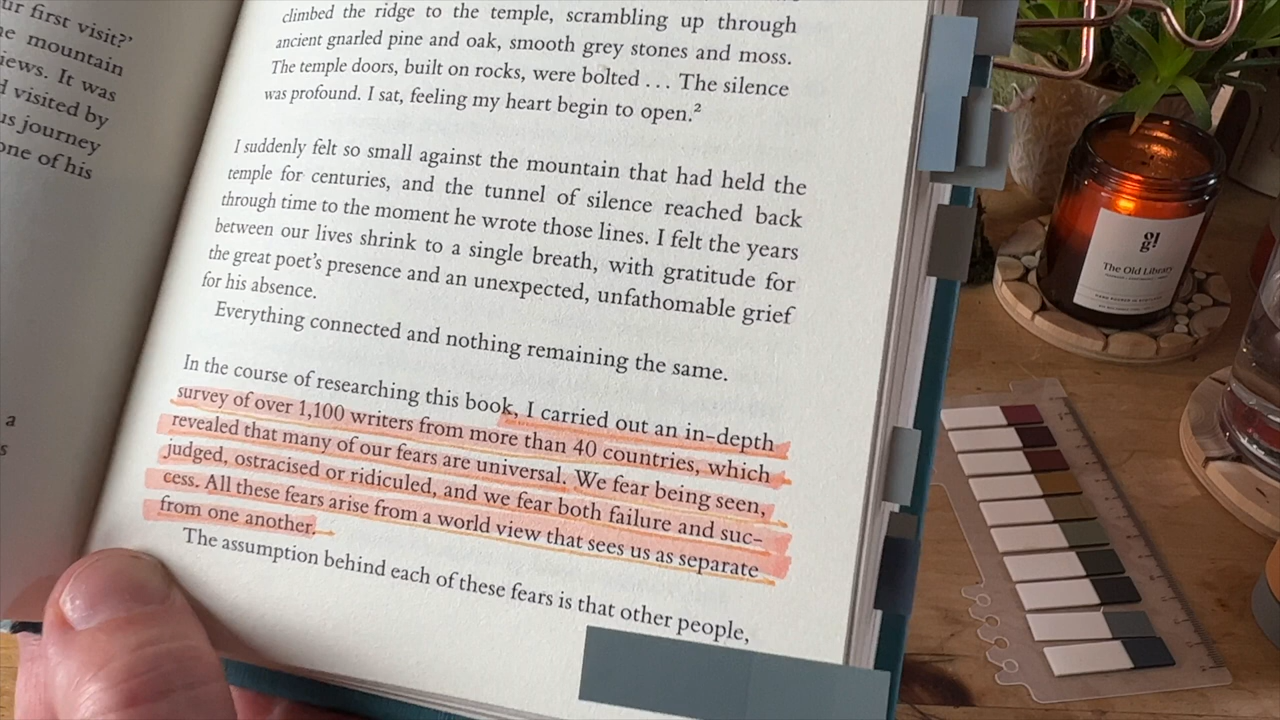 ur first visit?'
e mountain
iews. It was
d visited by
us journey
one of his
a
s
climbed the ridge to the temple, scrambling up through
ancient gnarled pine and oak, smooth grey stones and moss.
The temple doors, built on rocks, were bolted … The silence
was profound. I sat, feeling my heart begin to open.²
I suddenly felt so small against the mountain that had held the
temple for centuries, and the tunnel of silence reached back
through time to the moment he wrote those lines. I felt the years
between our lives shrink to a single breath, with gratitude for
the great poet's presence and an unexpected, unfathomable grief
for his absence.
Everything connected and nothing remaining the same.
In the course of researching this book, I carried out an in-depth
survey of over 1,100 writers from more than 40 countries, which
revealed that many of our fears are universal. We fear being seen,
judged, ostracised or ridiculed, and we fear both failure and suc-
cess. All these fears arise from a world view that sees us as separate
from one another.
The assumption behind each of these fears is that other people,
The Old Library